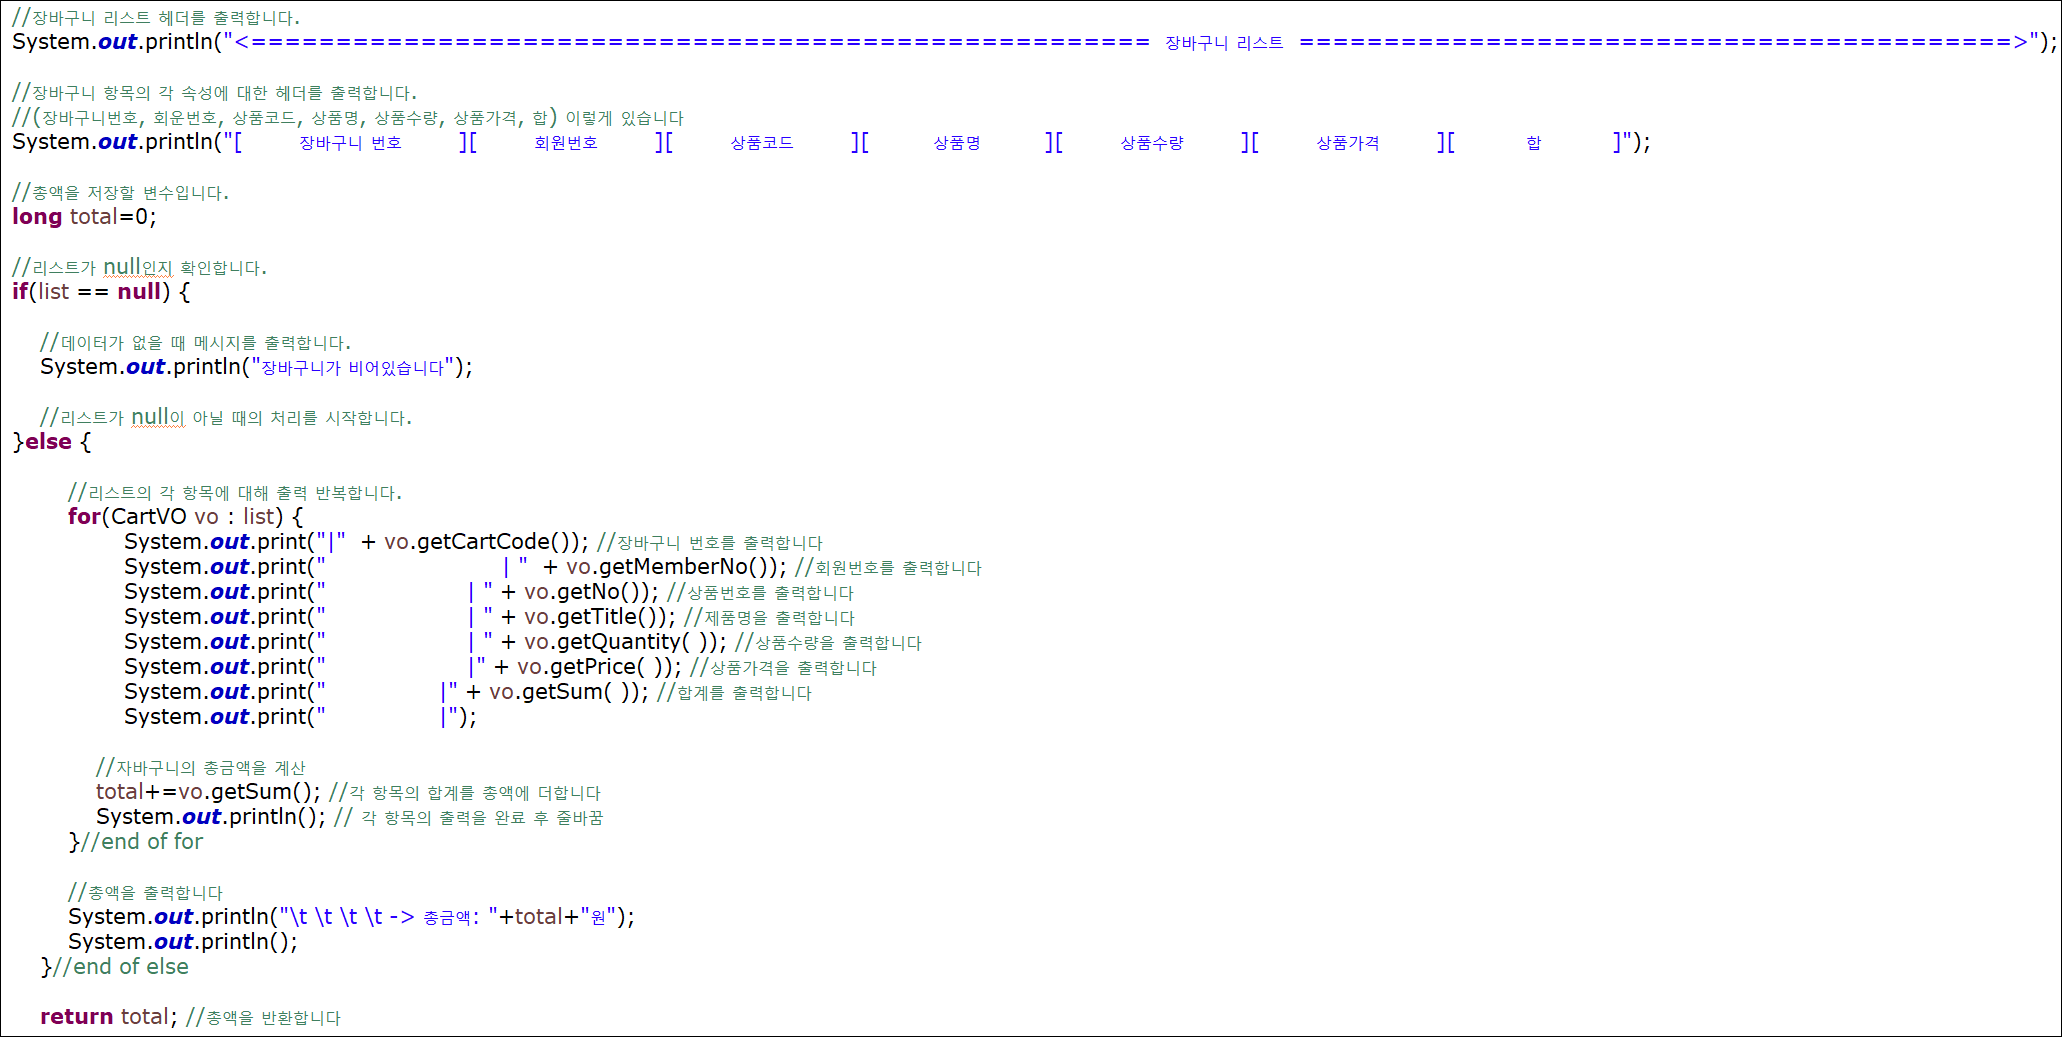 //장바구니 리스트 헤더를 출력합니다.
System.out.println("<===================================================== 장바구니 리스트 ==========================================>");
//장바구니 항목의 각 속성에 대한 헤더를 출력합니다.
//(장바구니번호, 회운번호, 상품코드, 상품명, 상품수량, 상품가격, 합) 이렇게 있습니다
System.out.println("[        장바구니 번호        ][        회원번호        ][        상품코드        ][         상품명         ][        상품수량        ][        상품가격        ][          합          ]");
//총액을 저장할 변수입니다.
long total=0;
//리스트가 null인지 확인합니다.
if(list == null) {
//데이터가 없을 때 메시지를 출력합니다.
System.out.println("장바구니가 비어있습니다");
//리스트가 null이 아닐 때의 처리를 시작합니다.
}else {
//리스트의 각 항목에 대해 출력 반복합니다.
for(CartVO vo : list) {
System.out.print("|"  + vo.getCartCode()); //장바구니 번호를 출력합니다
System.out.print("                         | "  + vo.getMemberNo()); //회원번호를 출력합니다
System.out.print("                    | " + vo.getNo()); //상품번호를 출력합니다
System.out.print("                    | " + vo.getTitle()); //제품명을 출력합니다
System.out.print("                    | " + vo.getQuantity( )); //상품수량을 출력합니다
System.out.print("                    |" + vo.getPrice( )); //상품가격을 출력합니다
System.out.print("                |" + vo.getSum( )); //합계를 출력합니다
System.out.print("                |");
//자바구니의 총금액을 계산
total+=vo.getSum(); //각 항목의 합계를 총액에 더합니다
System.out.println(); // 각 항목의 출력을 완료 후 줄바꿈
}//end of for
//총액을 출력합니다
System.out.println("\t \t \t \t -> 총금액: "+total+"원");
System.out.println();
}//end of else
return total; //총액을 반환합니다